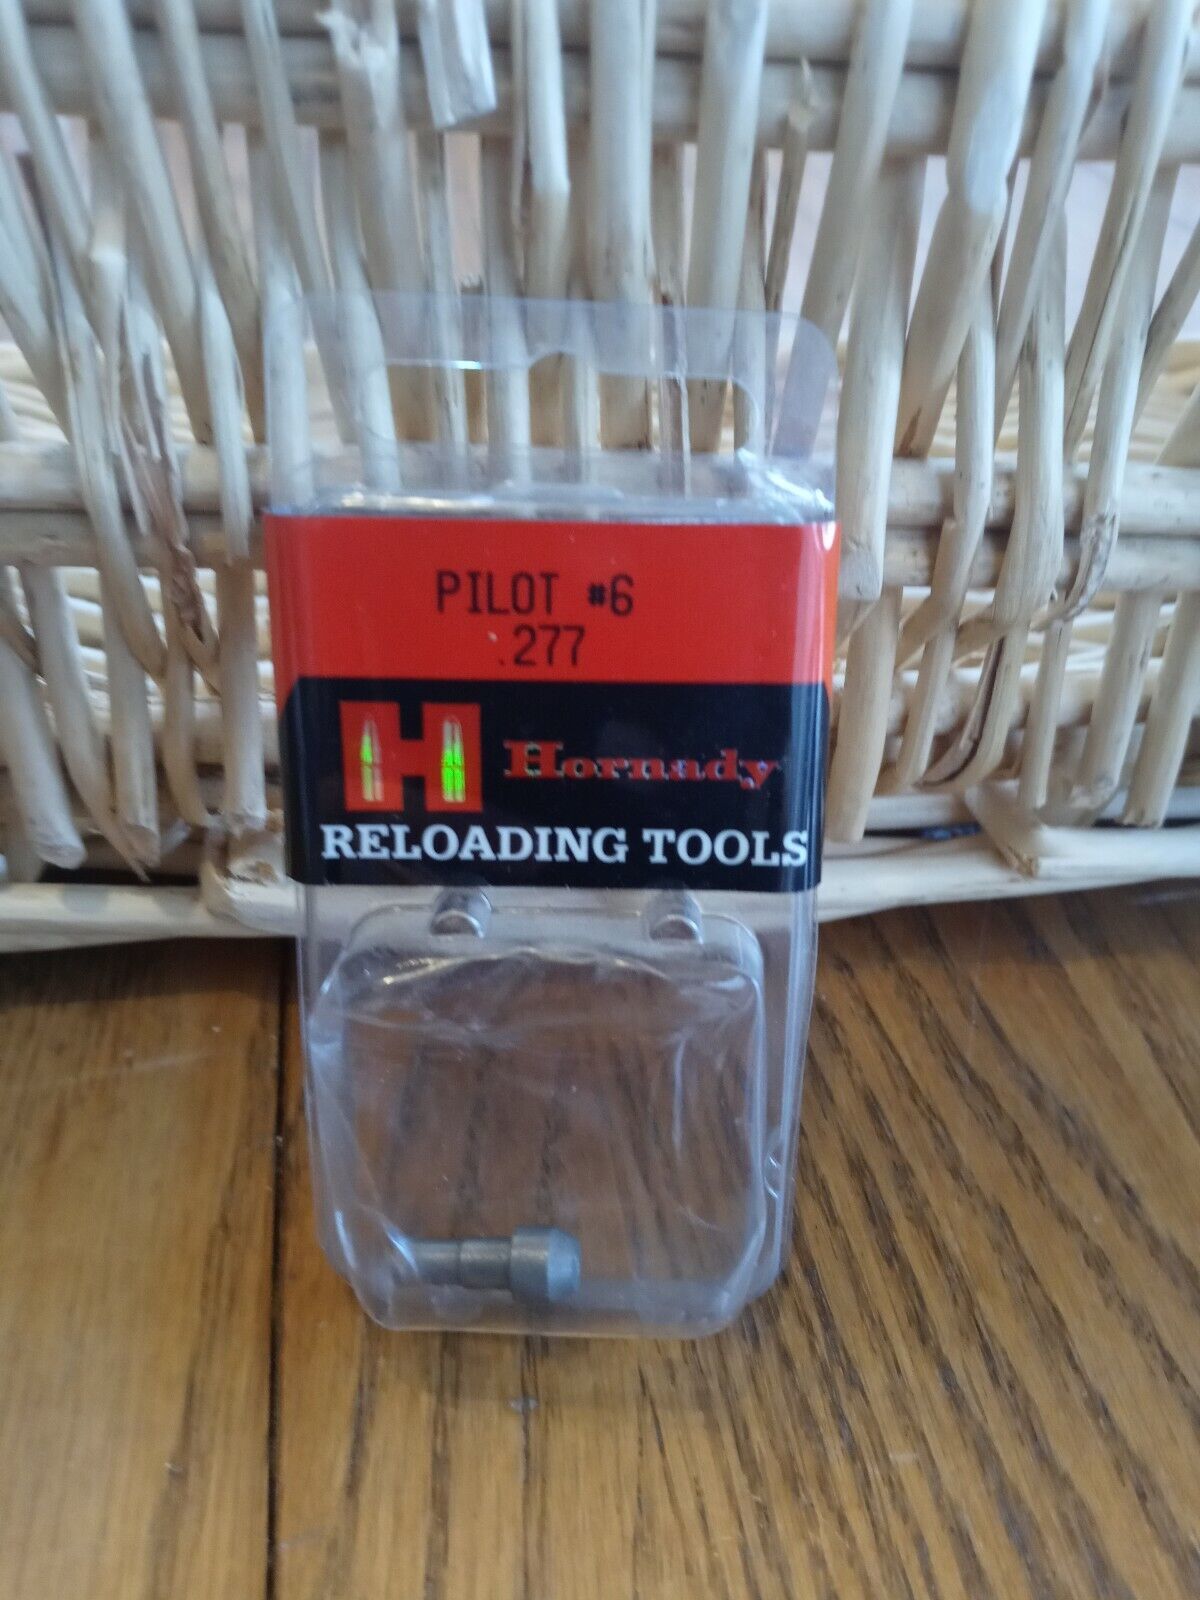 PILOT #6
.277
H Hornady
RELOADING TOOLS